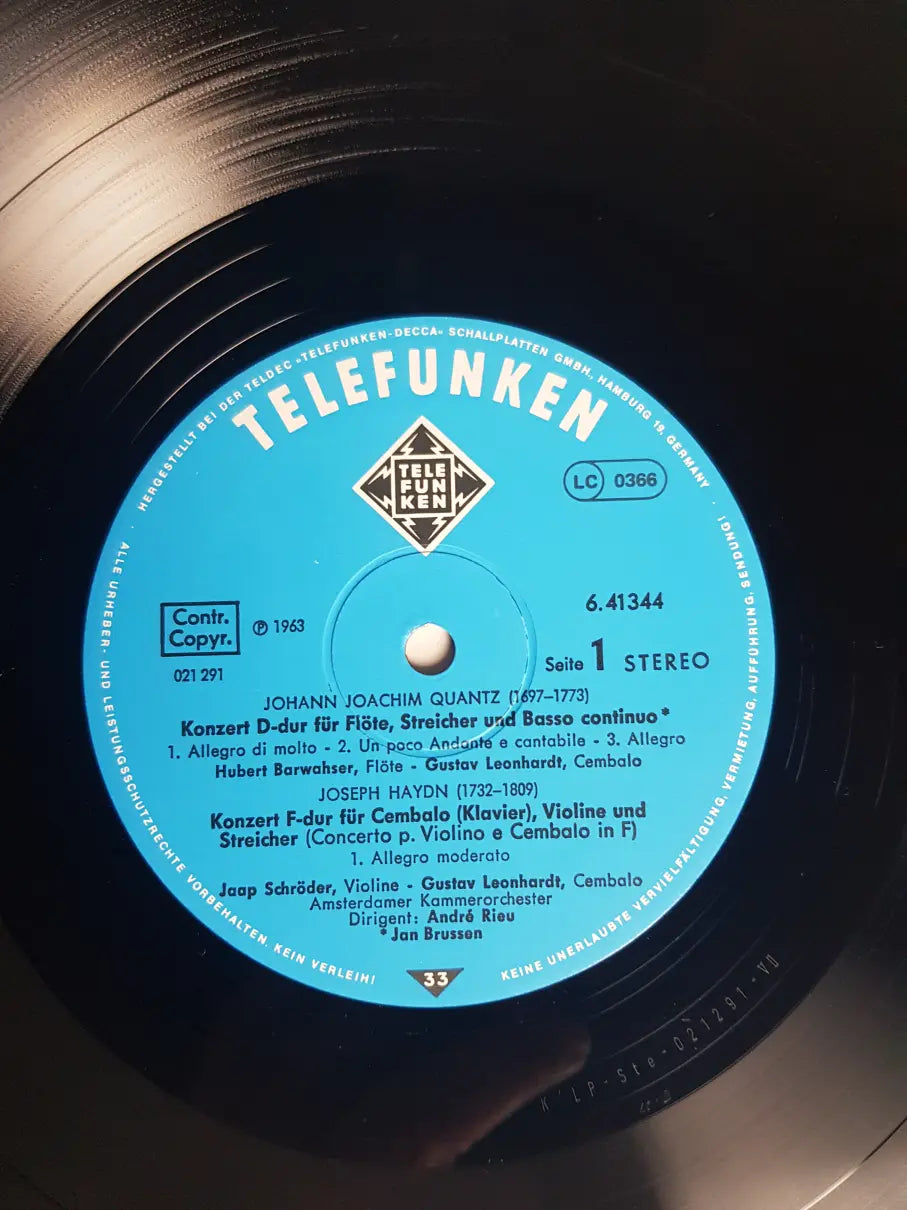 HERGESTELLT BEI DER TELDEC »TELEFUNKEN-DECCA« SCHALLPLATTEN GMBH., HAMBURG 19, GERMANY ·
TELEFUNKEN
TELE
FUN
KEN
LC 0366
6.41344
Contr.
Copyr.
℗ 1963
021 291
Seite 1 STEREO
JOHANN JOACHIM QUANTZ (1697–1773)
Konzert D-dur für Flöte, Streicher und Basso continuo*
1. Allegro di molto - 2. Un poco Andante e cantabile - 3. Allegro
Hubert Barwahser, Flöte - Gustav Leonhardt, Cembalo
JOSEPH HAYDN (1732–1809)
Konzert F-dur für Cembalo (Klavier), Violine und
Streicher (Concerto p. Violino e Cembalo in F)
1. Allegro moderato
Jaap Schröder, Violine - Gustav Leonhardt, Cembalo
Amsterdamer Kammerorchester
Dirigent: André Rieu
*Jan Brussen
33
· ALLE URHEBER- UND LEISTUNGSSCHUTZRECHTE VORBEHALTEN. KEIN VERLEIH!
KEINE UNERLAUBTE VERVIELFÄLTIGUNG, VERMIETUNG, AUFFÜHRUNG, SENDUNG!
K'LP-Ste-021291-VD